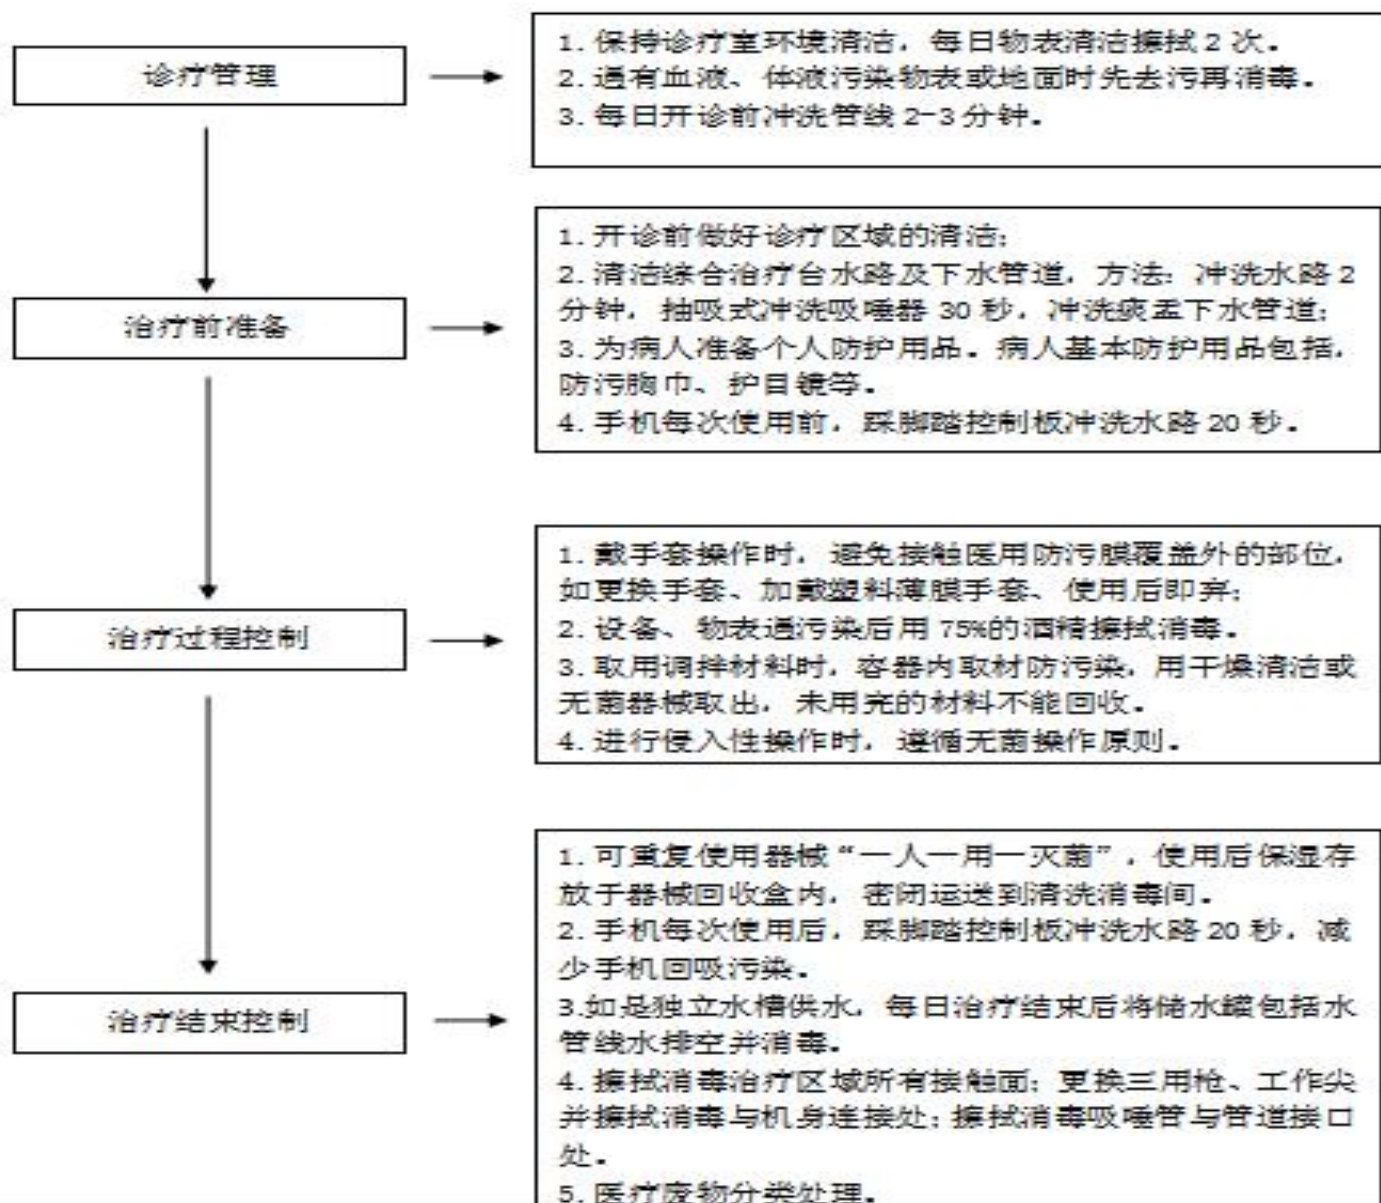 诊疗管理
1. 保持诊疗室环境清洁，每日物表清洁擦拭 2 次。
2. 遇有血液、体液污染物表或地面时先去污再消毒。
3. 每日开诊前冲洗管线 2-3 分钟。
治疗前准备
1. 开诊前做好诊疗区域的清洁；
2. 清洁综合治疗台水路及下水管道，方法：冲洗水路 2
分钟，抽吸式冲洗吸唾器 30 秒，冲洗痰盂下水管道；
3. 为病人准备个人防护用品。病人基本防护用品包括，
防污胸巾、护目镜等。
4. 手机每次使用前，踩脚踏控制板冲洗水路 20 秒。
治疗过程控制
1. 戴手套操作时，避免接触医用防污膜覆盖外的部位，
如更换手套、加戴塑料薄膜手套、使用后即弃；
2. 设备、物表遇污染后用 75%的酒精擦拭消毒。
3. 取用调拌材料时，容器内取材防污染，用干燥清洁或
无菌器械取出，未用完的材料不能回收。
4. 进行侵入性操作时，遵循无菌操作原则。
治疗结束控制
1. 可重复使用器械“一人一用一灭菌”，使用后保湿存
放于器械回收盒内，密闭运送到清洗消毒间。
2. 手机每次使用后，踩脚踏控制板冲洗水路 20 秒，减
少手机回吸污染。
3.如是独立水槽供水，每日治疗结束后将储水罐包括水
管线水排空并消毒。
4. 擦拭消毒治疗区域所有接触面；更换三用枪、工作尖
并擦拭消毒与机身连接处；擦拭消毒吸唾管与管道接口
处。
5. 医疗废物分类处理。